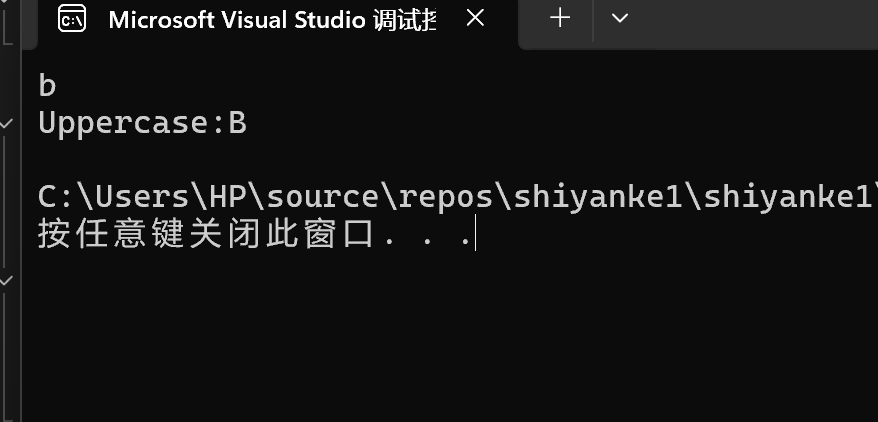 Microsoft Visual Studio 调试
b
Uppercase:B
C:\Users\HP\source\repos\shiyanke1\shiyanke1\
按任意键关闭此窗口. . .